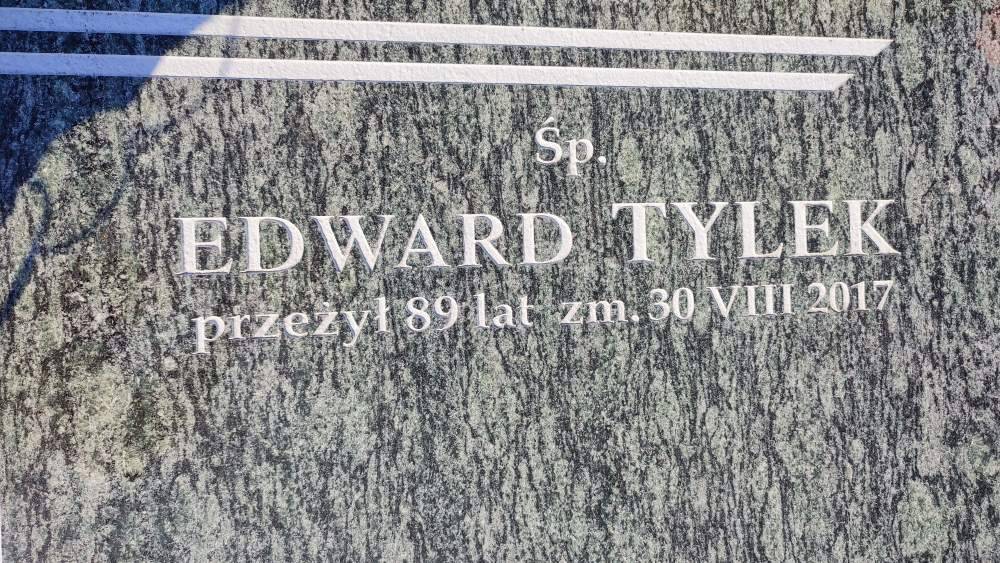 Śp.
EDWARD TYLEK
przeżył 89 lat zm. 30 VIII 2017